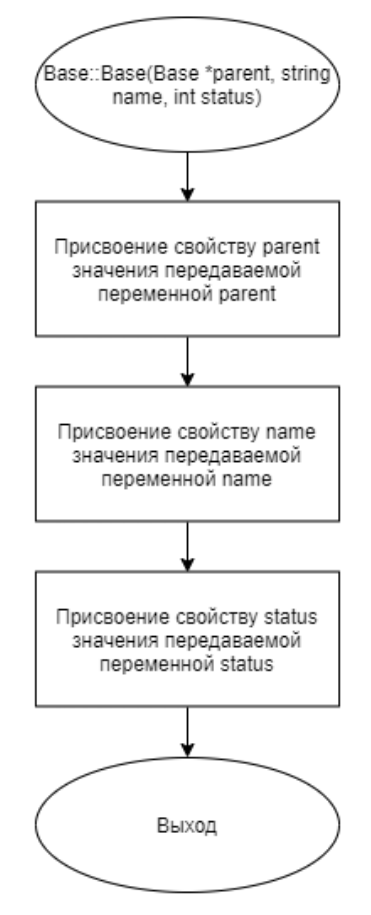 Base::Base(Base *parent, string
name, int status)
Присвоение свойству parent
значения передаваемой
переменной parent
Присвоение свойству name
значения передаваемой
переменной name
Присвоение свойству status
значения передаваемой
переменной status
Выход